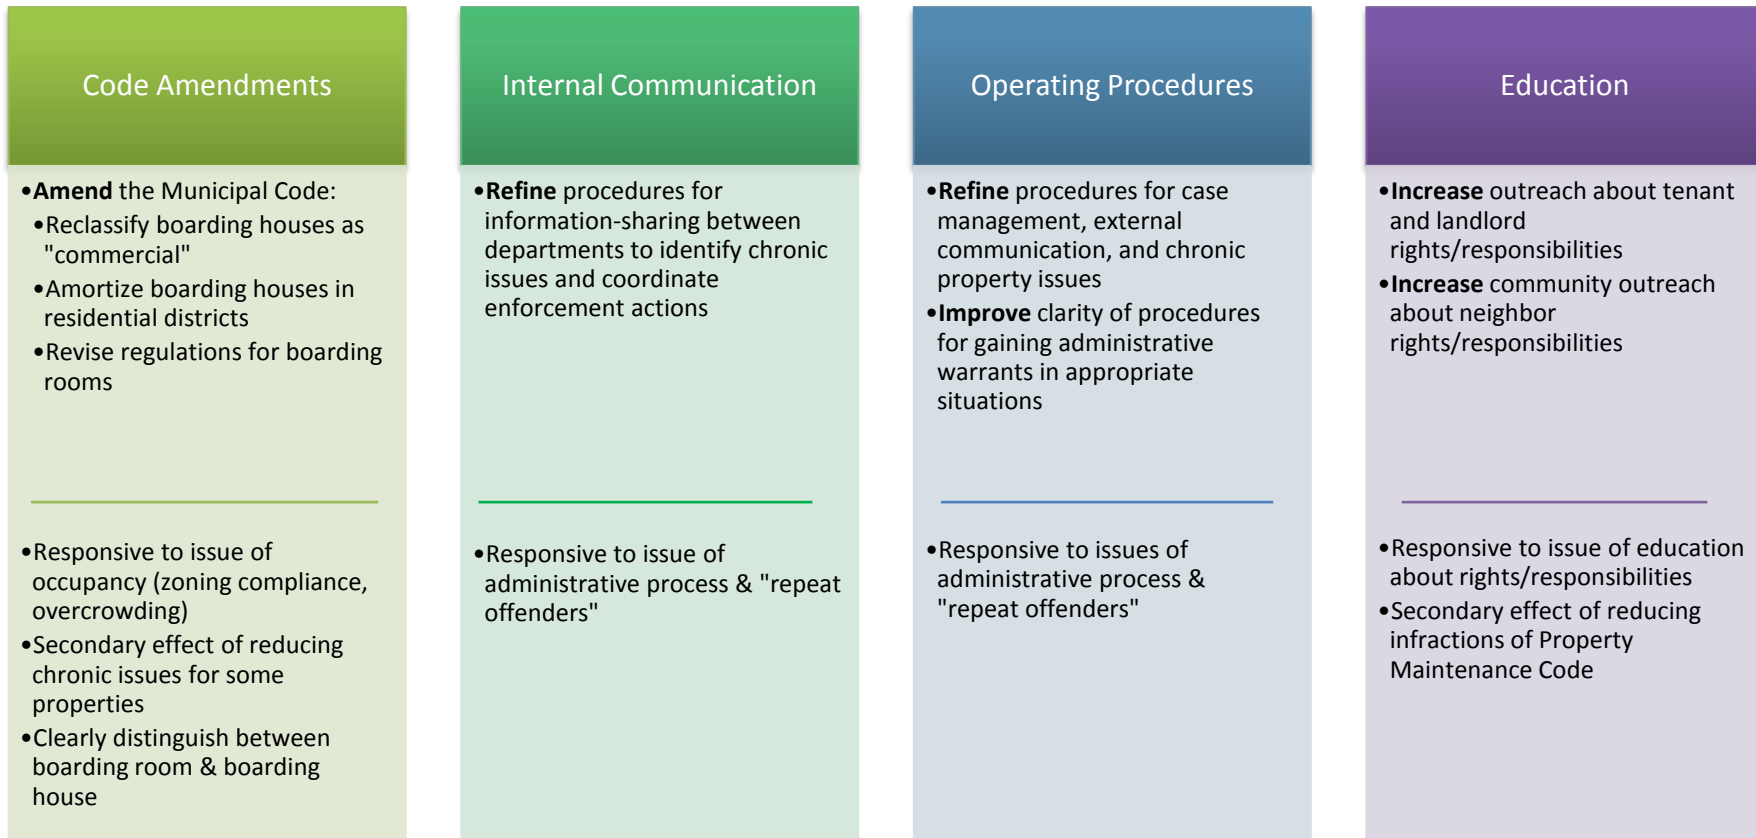 Code Amendments
•Amend the Municipal Code:
•Reclassify boarding houses as
"commercial"
•Amortize boarding houses in
residential districts
•Revise regulations for boarding
rooms
•Responsive to issue of
occupancy (zoning compliance,
overcrowding)
•Secondary effect of reducing
chronic issues for some
properties
•Clearly distinguish between
boarding room & boarding
house
Internal Communication
•Refine procedures for
information-sharing between
departments to identify chronic
issues and coordinate
enforcement actions
•Responsive to issue of
administrative process & "repeat
offenders"
Operating Procedures
•Refine procedures for case
management, external
communication, and chronic
property issues
•Improve clarity of procedures
for gaining administrative
warrants in appropriate
situations
•Responsive to issues of
administrative process &
"repeat offenders"
Education
•Increase outreach about tenant
and landlord
rights/responsibilities
•Increase community outreach
about neighbor
rights/responsibilities
•Responsive to issue of education
about rights/responsibilities
•Secondary effect of reducing
infractions of Property
Maintenance Code